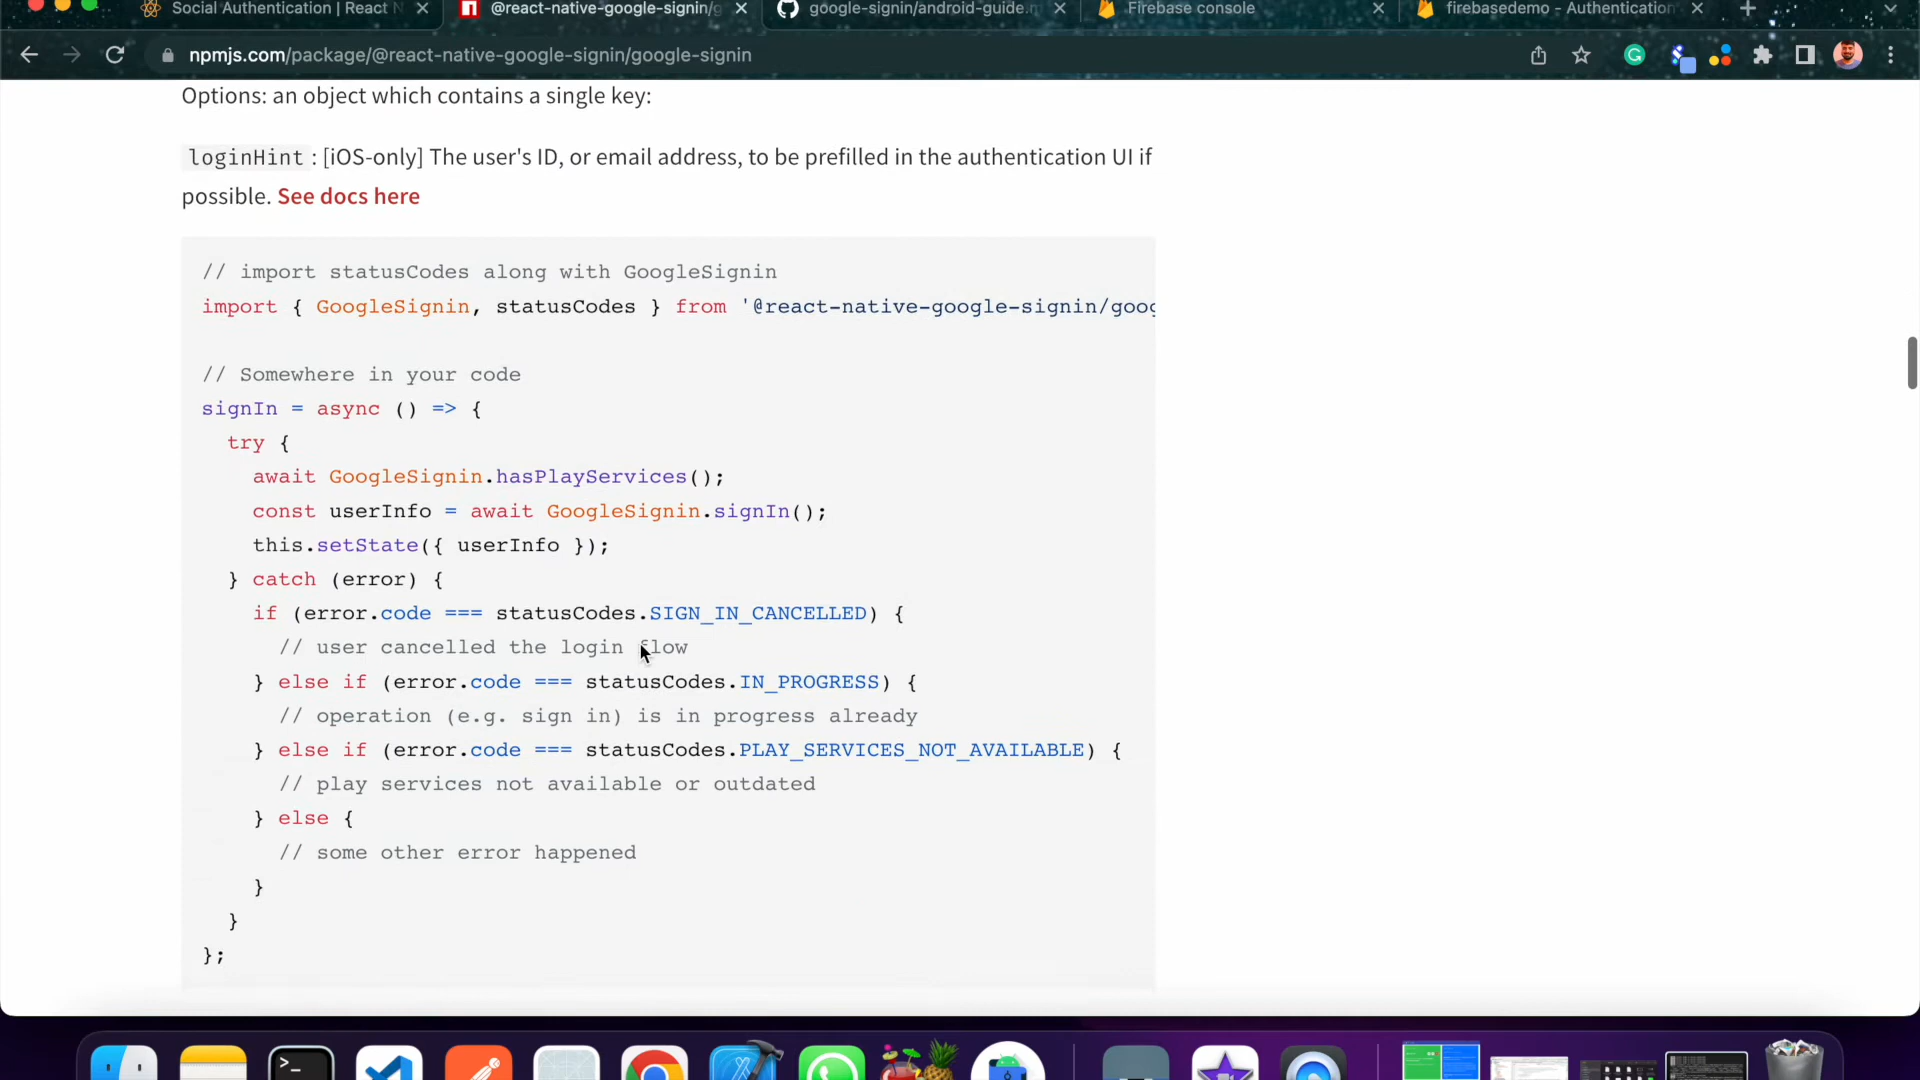 Social Authentication | React N
@react-native-google-signin/g
google-signin/android-guide.m
Firebase console
firebasedemo - Authentication
npmjs.com/package/@react-native-google-signin/google-signin
Options: an object which contains a single key:
loginHint : [iOS-only] The user's ID, or email address, to be prefilled in the authentication UI if
possible. See docs here
// import statusCodes along with GoogleSignin
import { GoogleSignin, statusCodes } from '@react-native-google-signin/goog
// Somewhere in your code
signIn = async () => {
try {
await GoogleSignin.hasPlayServices();
const userInfo = await GoogleSignin.signIn();
this.setState({ userInfo });
} catch (error) {
if (error.code === statusCodes.SIGN_IN_CANCELLED) {
// user cancelled the login flow
} else if (error.code === statusCodes.IN_PROGRESS) {
// operation (e.g. sign in) is in progress already
} else if (error.code === statusCodes.PLAY_SERVICES_NOT_AVAILABLE) {
// play services not available or outdated
} else {
// some other error happened
}
}
};